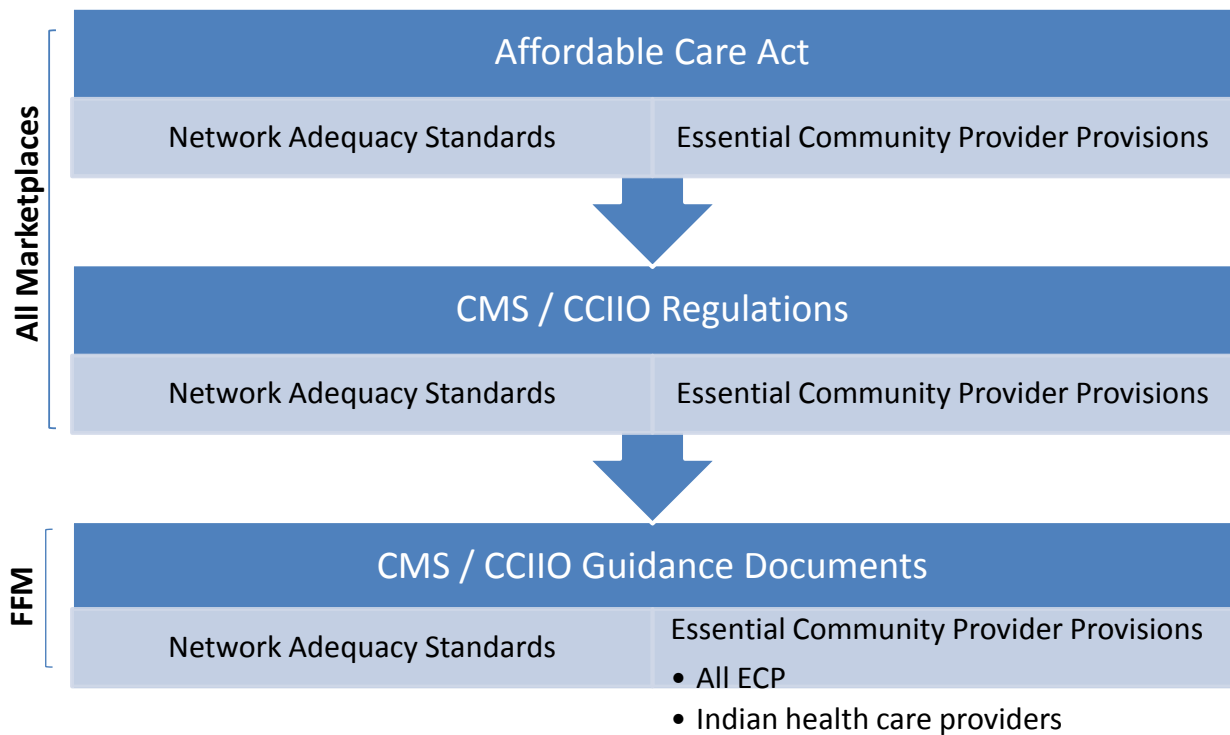 Affordable Care Act
Network Adequacy Standards
Essential Community Provider Provisions
All Marketplaces
CMS / CCIIO Regulations
Network Adequacy Standards
Essential Community Provider Provisions
CMS / CCIIO Guidance Documents
FFM
Network Adequacy Standards
Essential Community Provider Provisions
• All ECP
• Indian health care providers